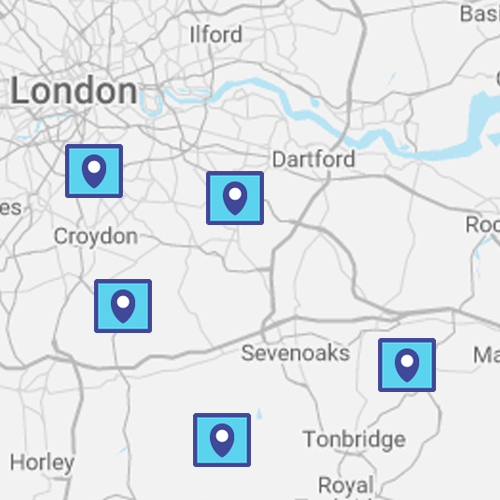 Ilford
Basi
London
Dartford
es
Croydon
Roc
Sevenoaks
Ma
Tonbridge
Horley
Royal